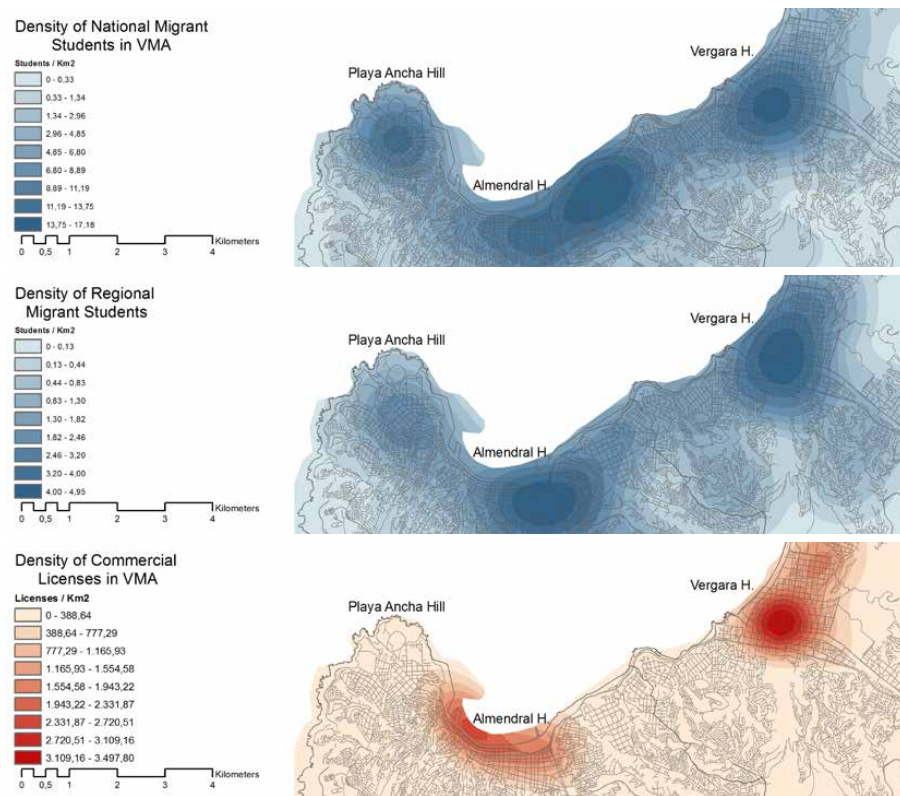 Density of National Migrant
Students in VMA
Students / Km2
0 - 0,33
0,33 - 1,34
1,34 - 2,96
2,96 - 4,85
4,85 - 6,80
6,80 - 8,89
8,89 - 11,19
11,19 - 13,75
13,75 - 17,18
Kilometers
0 0,5 1 2 3 4
Playa Ancha Hill
Almendral H.
Vergara H.
Density of Regional
Migrant Students
Students / Km2
0 - 0,13
0,13 - 0,44
0,44 - 0,83
0,83 - 1,30
1,30 - 1,82
1,82 - 2,46
2,46 - 3,20
3,20 - 4,00
4,00 - 4,95
Kilometers
0 0,5 1 2 3 4
Playa Ancha Hill
Almendral H.
Vergara H.
Density of Commercial
Licenses in VMA
Licenses / Km2
0 - 388,64
388,64 - 777,29
777,29 - 1.165,93
1.165,93 - 1.554,58
1.554,58 - 1.943,22
1.943,22 - 2.331,87
2.331,87 - 2.720,51
2.720,51 - 3.109,16
3.109,16 - 3.497,80
Kilometers
0 0,5 1 2 3 4
Playa Ancha Hill
Almendral H.
Vergara H.